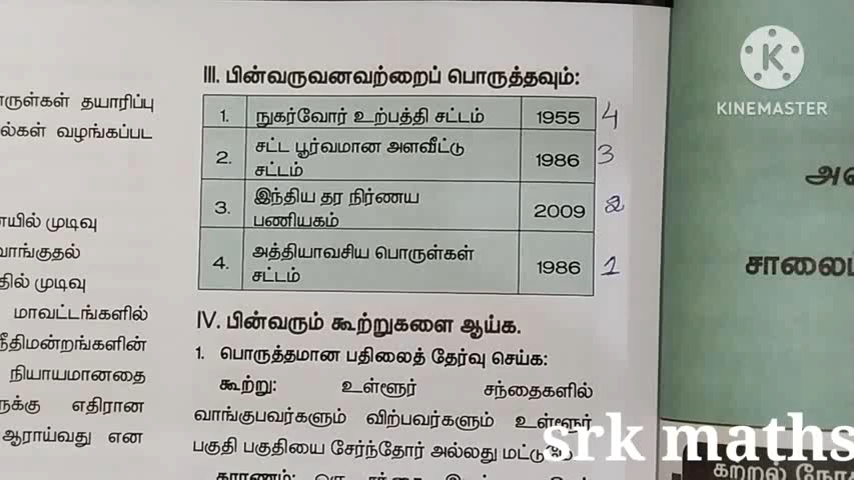 III. பின்வருவனவற்றைப் பொருத்தவும்:
1. நுகர்வோர் உற்பத்தி சட்டம் 1955 4
2. சட்ட பூர்வமான அளவீட்டு சட்டம் 1986 3
3. இந்திய தர நிர்ணய பணியகம் 2009 2
4. அத்தியாவசிய பொருள்கள் சட்டம் 1986 1
IV. பின்வரும் கூற்றுகளை ஆய்க.
1. பொருத்தமான பதிலைத் தேர்வு செய்க:
கூற்று: உள்ளூர் சந்தைகளில்
வாங்குபவர்களும் விற்பவர்களும் உள்ளூர்
பகுதி பகுதியை சேர்ந்தோர் அல்லது
தயாரிப்பு
வழங்கப்பட
முடிவு
வாங்குதல்
முடிவு
மாவட்டங்களில்
நீதிமன்றங்களின்
நியாயமானதை
எதிரான
ஆராய்வது என
KINEMASTER
srk maths